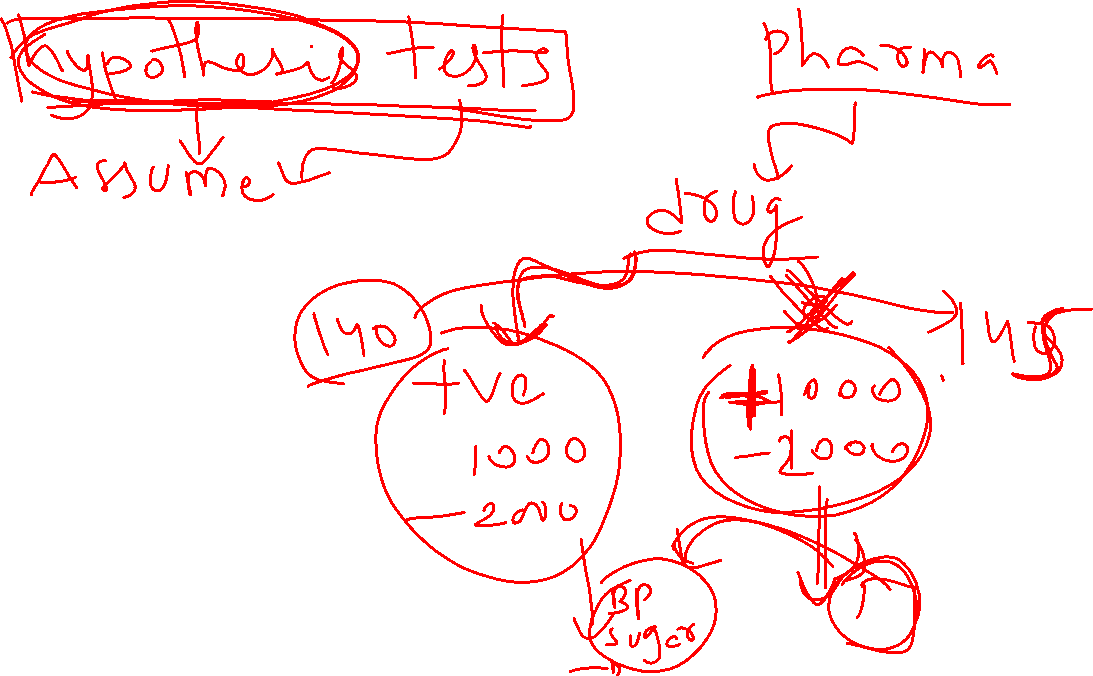 hypothesis tests
pharma
Assume
drug
140
145
+ve
1000
-2000
+1000
-2000
BP
sugar